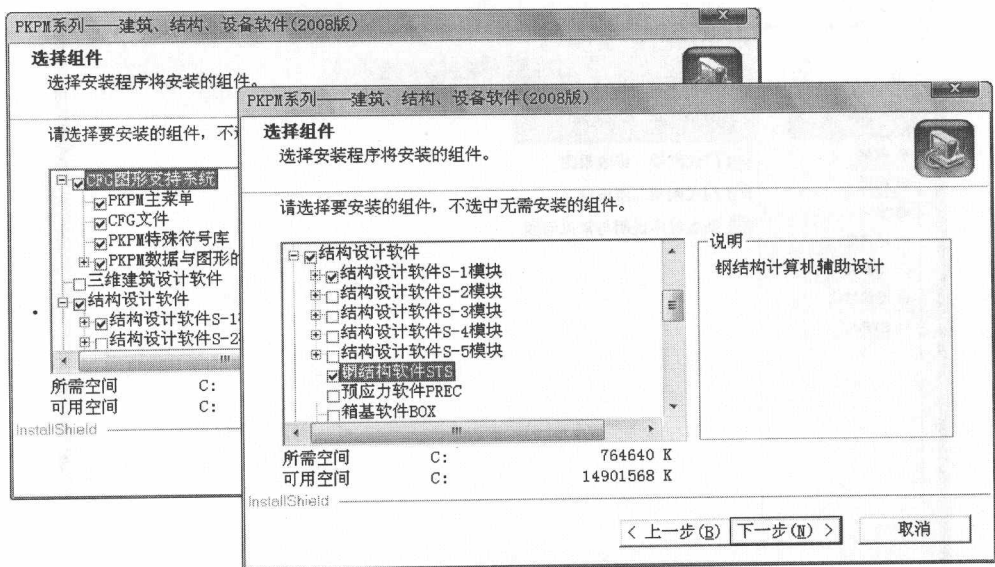 PKPM系列——建筑、结构、设备软件(2008版)
选择组件
选择安装程序将安装的组件。
请选择要安装的组件，不
CFG图形支持系统
PKPM主菜单
CFG文件
PKPM特殊符号库
PKPM数据与图形的
三维建筑设计软件
结构设计软件
结构设计软件S-1
结构设计软件S-2
所需空间 C:
可用空间 C:
InstallShield
PKPM系列——建筑、结构、设备软件(2008版)
选择组件
选择安装程序将安装的组件。
请选择要安装的组件，不选中无需安装的组件。
结构设计软件
结构设计软件S-1模块
结构设计软件S-2模块
结构设计软件S-3模块
结构设计软件S-4模块
结构设计软件S-5模块
钢结构软件STS
预应力软件PREC
箱基软件BOX
说明
钢结构计算机辅助设计
所需空间 C: 764640 K
可用空间 C: 14901568 K
InstallShield
< 上一步(B) 下一步(N) > 取消